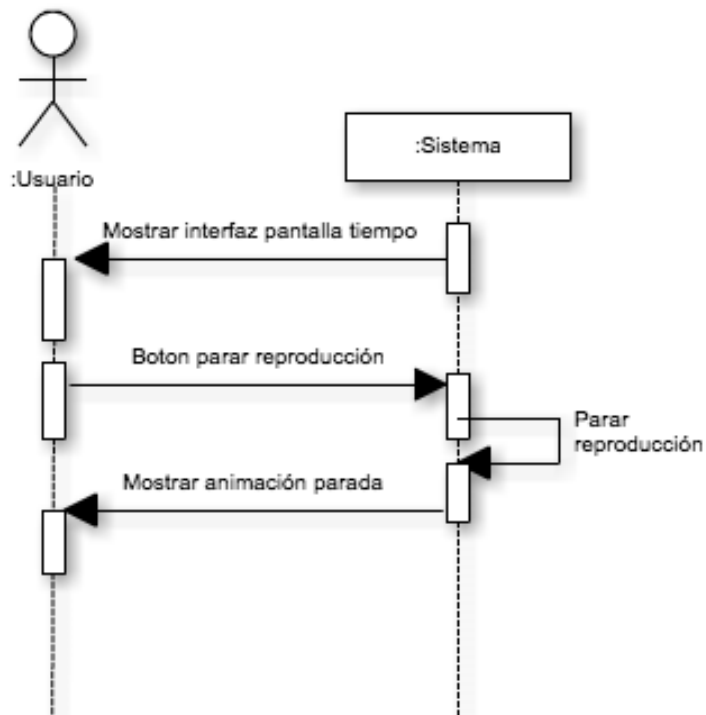 :Usuario
:Sistema
Mostrar interfaz pantalla tiempo
Boton parar reproducción
Parar
reproducción
Mostrar animación parada